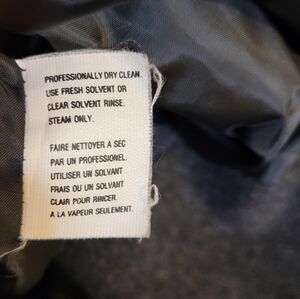 PROFESSIONALLY DRY CLEAN.
USE FRESH SOLVENT OR
CLEAR SOLVENT RINSE.
STEAM ONLY.
FAIRE NETTOYER A SEC
PAR UN PROFESSIONEL.
UTILISER UN SOLVANT
FRAIS OU UN SOLVANT
CLAIR POUR RINCER.
A LA VAPEUR SEULEMENT.